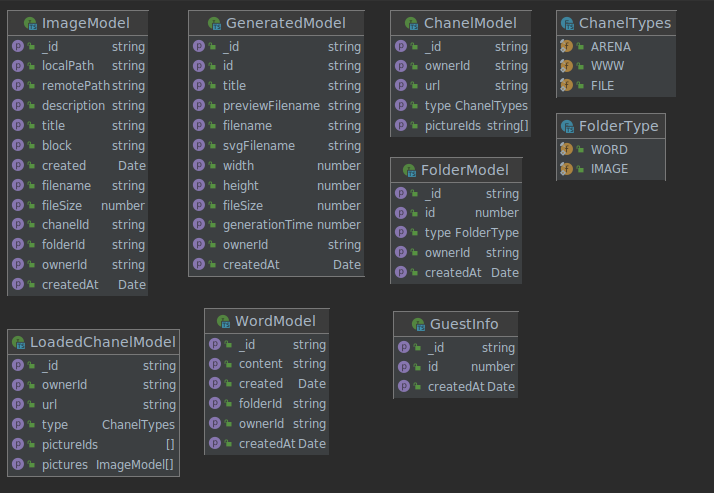 ImageModel
_id string
localPath string
remotePath string
description string
title string
block string
created Date
filename string
fileSize number
chanelId string
folderId string
ownerId string
createdAt Date
GeneratedModel
_id string
id string
title string
previewFilename string
filename string
svgFilename string
width number
height number
fileSize number
generationTime number
ownerId string
createdAt Date
ChanelModel
_id string
ownerId string
url string
type ChanelTypes
pictureIds string[]
ChanelTypes
ARENA
WWW
FILE
FolderType
WORD
IMAGE
FolderModel
_id string
id number
type FolderType
ownerId string
createdAt Date
LoadedChanelModel
_id string
ownerId string
url string
type ChanelTypes
pictureIds []
pictures ImageModel[]
WordModel
_id string
content string
created Date
folderId string
ownerId string
createdAt Date
GuestInfo
_id string
id number
createdAt Date